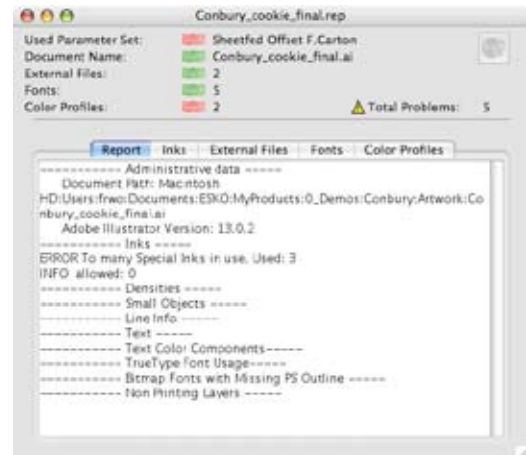 Conbury_cookie_final.rep
Used Parameter Set: Sheetfed Offset F.Carton
Document Name: Conbury_cookie_final.ai
External Files: 2
Fonts: 5
Color Profiles: 2 Total Problems: 5
Report Inks External Files Fonts Color Profiles
----------- Administrative data -----
Document Path: Macintosh
HD:Users:frwo:Documents:ESKO:MyProducts:0_Demos:Conbury:Artwork:Co
nbury_cookie_final.ai
Adobe Illustrator Version: 13.0.2
----------- Inks -----
ERROR To many Special Inks in use. Used: 3
INFO allowed: 0
----------- Densities -----
----------- Small Objects -----
----------- Line Info -----
----------- Text -----
----------- Text Color Components-----
----------- TrueType Font Usage-----
----------- Bitmap Fonts with Missing PS Outline -----
----------- Non Printing Layers -----